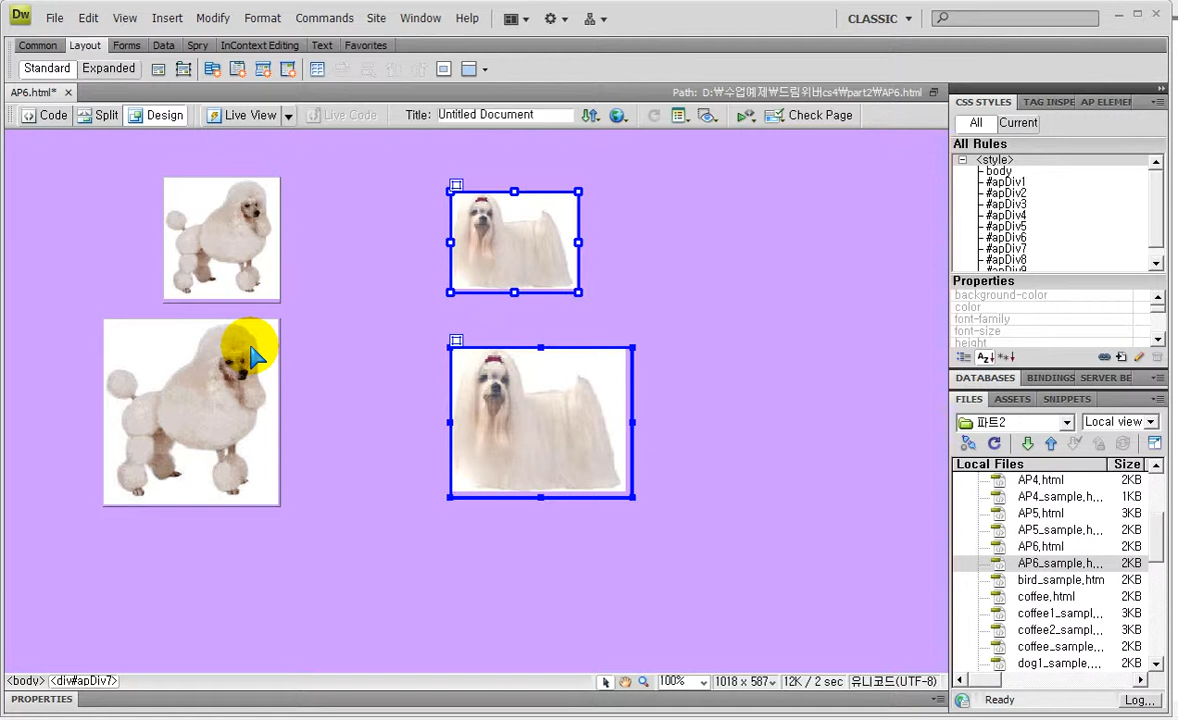 Dw File Edit View Insert Modify Format Commands Site Window Help CLASSIC
Common Layout Forms Data Spry InContext Editing Text Favorites
Standard Expanded
AP6.html* Path: D:₩수업예제₩드림위버cs4₩part2₩AP6.html
Code Split Design Live View Live Code Title: Untitled Document Check Page
CSS STYLES TAG INSPE AP ELEMEN
All Current
All Rules
<style>
body
#apDiv1
#apDiv2
#apDiv3
#apDiv4
#apDiv5
#apDiv6
#apDiv7
#apDiv8
Properties
background-color
color
font-family
font-size
height
DATABASES BINDINGS SERVER BE
FILES ASSETS SNIPPETS
파트2 Local view
Local Files Size
AP4.html 2KB
AP4_sample.h... 1KB
AP5.html 3KB
AP5_sample.h... 2KB
AP6.html 2KB
AP6_sample.h... 2KB
bird_sample.htm 2KB
coffee.html 2KB
coffee1_sampl... 3KB
coffee2_sampl... 3KB
coffee_sample... 2KB
dog1_sample... 2KB
<body> <div#apDiv7> 100% 1018 x 587 12K / 2 sec 유니코드(UTF-8)
PROPERTIES Ready Log...